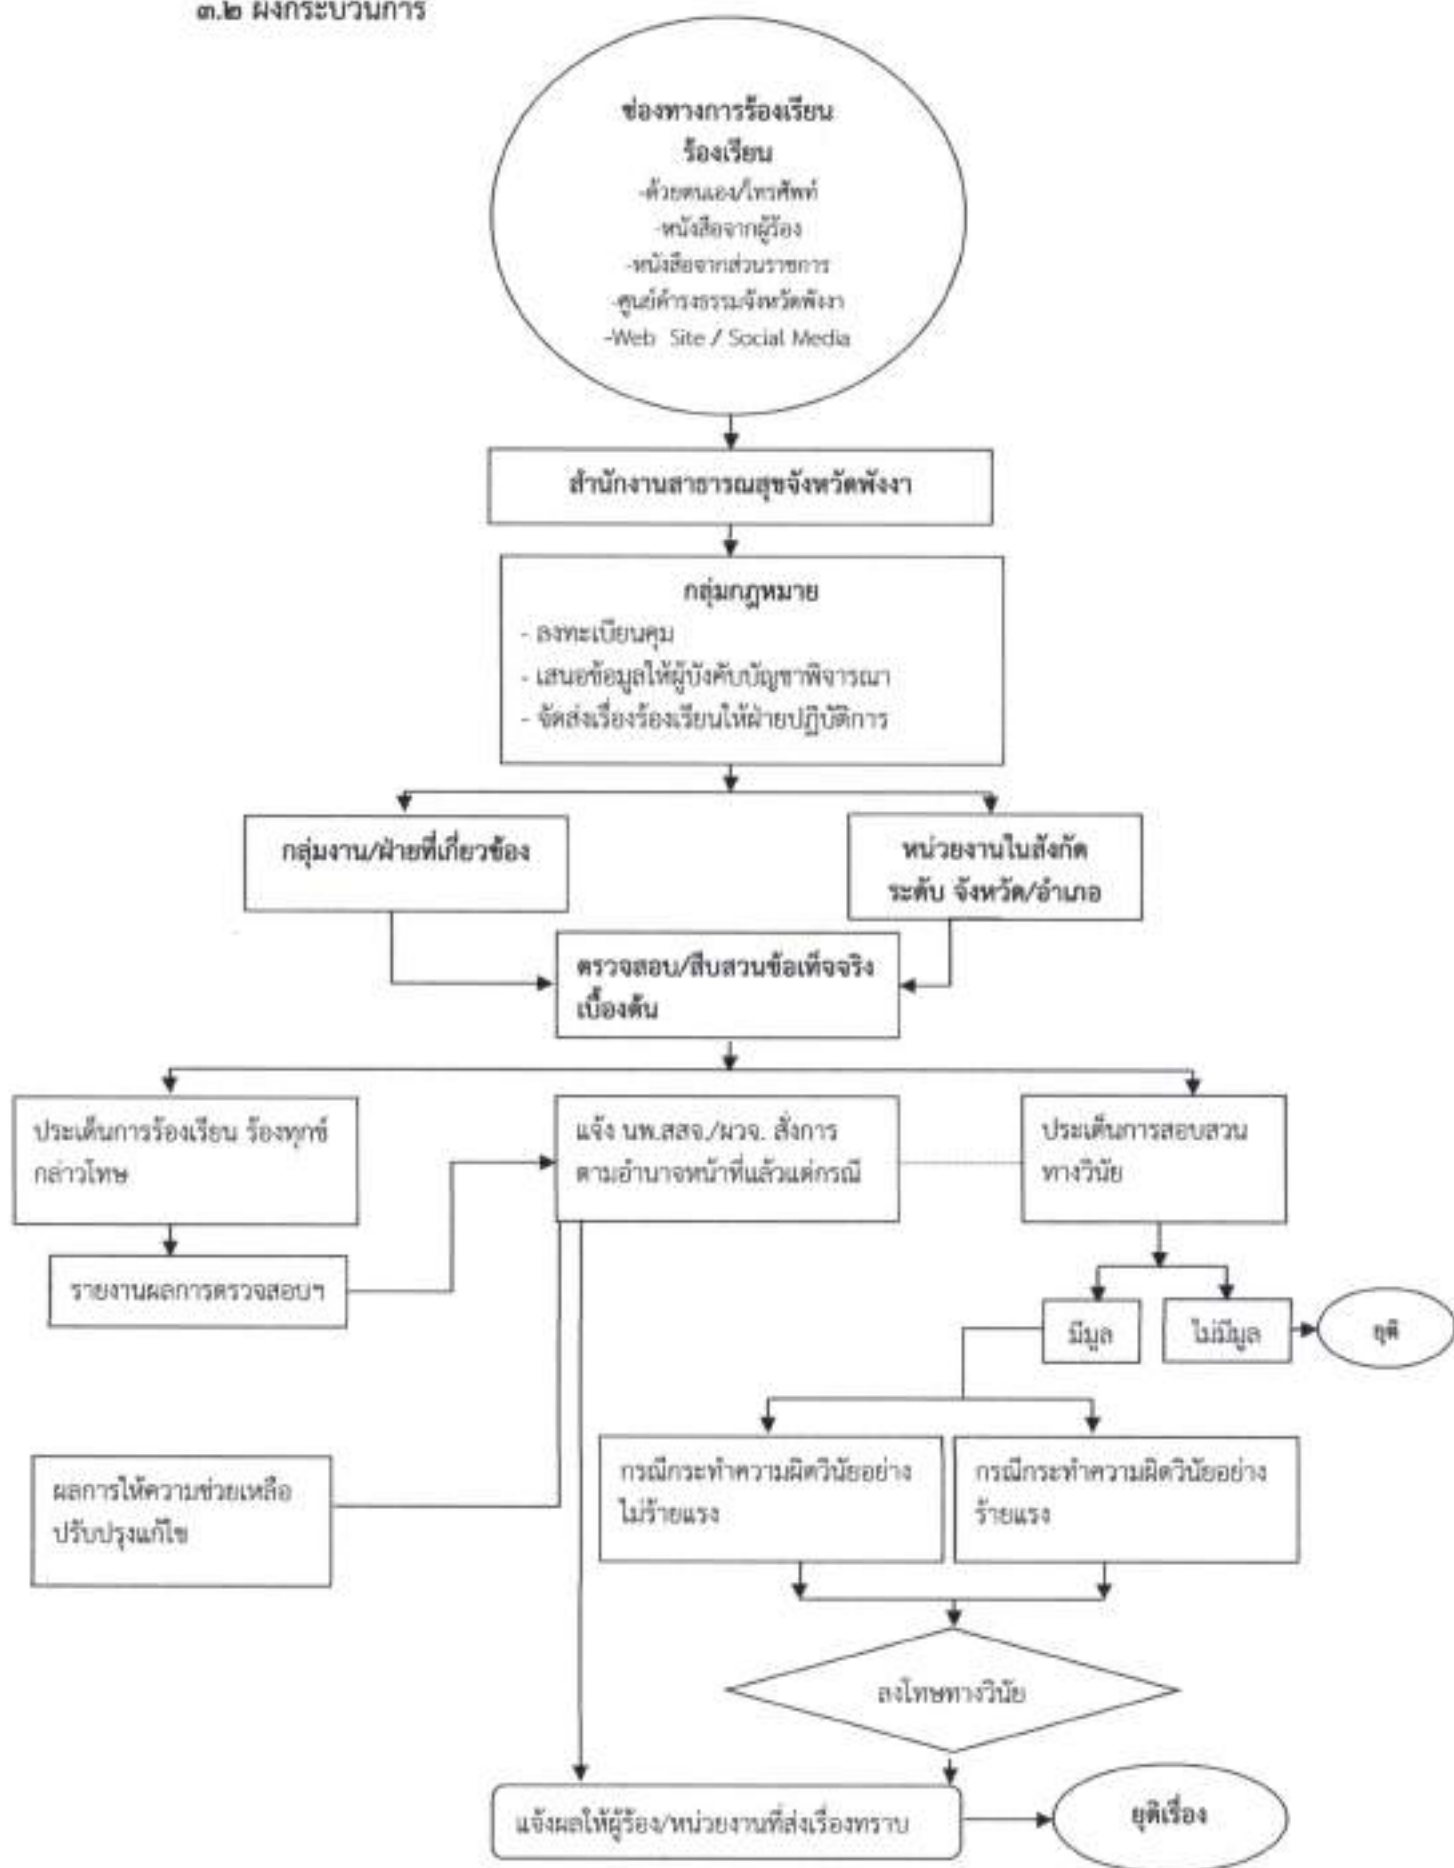 ๓.๒ ผังกระบวนการ
ช่องทางการร้องเรียน
ร้องเรียน
-ด้วยตนเอง/โทรศัพท์
-หนังสือจากผู้ร้อง
-หนังสือจากส่วนราชการ
-ศูนย์ดำรงธรรมจังหวัดพังงา
-Web Site / Social Media
สำนักงานสาธารณสุขจังหวัดพังงา
กลุ่มกฎหมาย
- ลงทะเบียนคุม
- เสนอข้อมูลให้ผู้บังคับบัญชาพิจารณา
- จัดส่งเรื่องร้องเรียนให้ฝ่ายปฏิบัติการ
กลุ่มงาน/ฝ่ายที่เกี่ยวข้อง
หน่วยงานในสังกัด
ระดับ จังหวัด/อำเภอ
ตรวจสอบ/สืบสวนข้อเท็จจริง
เบื้องต้น
ประเด็นการร้องเรียน ร้องทุกข์
กล่าวโทษ
แจ้ง นพ.สสจ./ผวจ. สั่งการ
ตามอำนาจหน้าที่แล้วแต่กรณี
ประเด็นการสอบสวน
ทางวินัย
รายงานผลการตรวจสอบฯ
มีมูล
ไม่มีมูล
ยุติ
ผลการให้ความช่วยเหลือ
ปรับปรุงแก้ไข
กรณีกระทำความผิดวินัยอย่าง
ไม่ร้ายแรง
กรณีกระทำความผิดวินัยอย่าง
ร้ายแรง
ลงโทษทางวินัย
แจ้งผลให้ผู้ร้อง/หน่วยงานที่ส่งเรื่องทราบ
ยุติเรื่อง